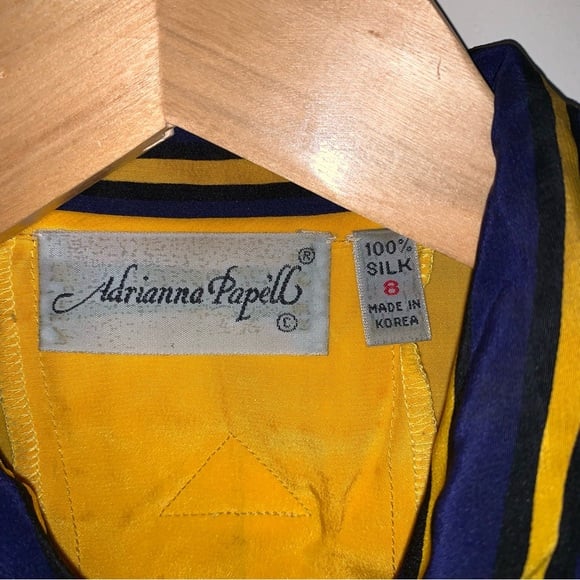 Adrianna Papell ®
©
100%
SILK
8
MADE IN
KOREA